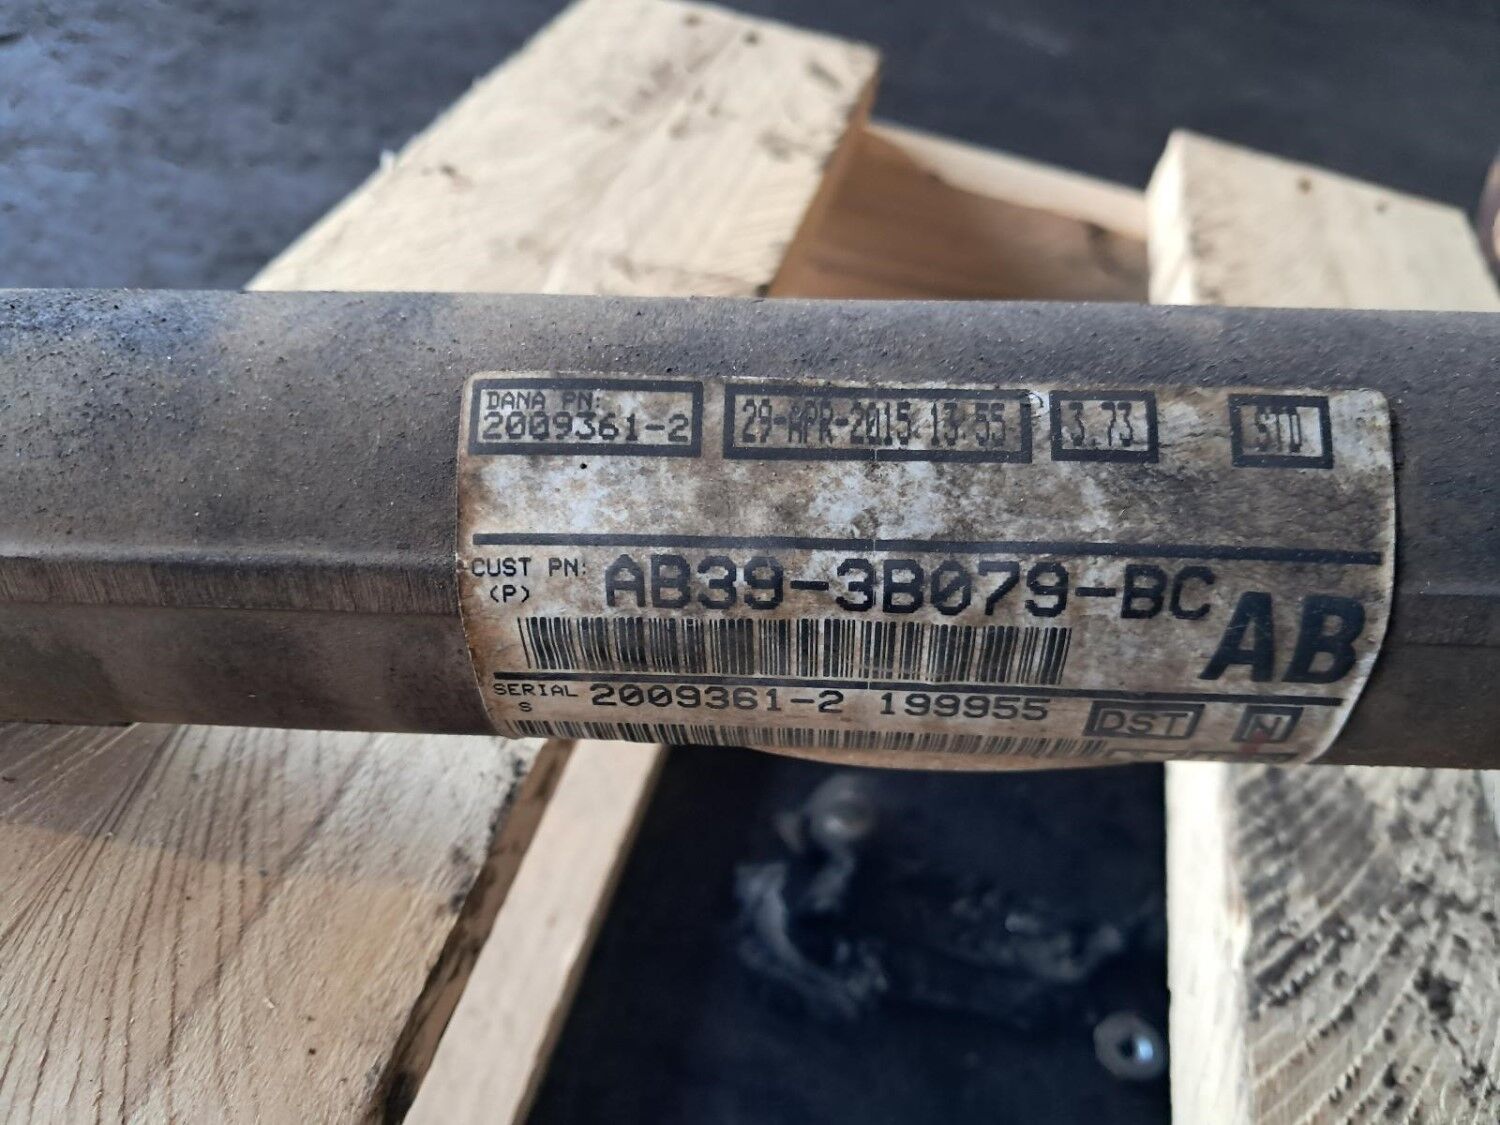 DANA PN:
2009361-2
29-APR-2015 13:55
3.73
STD
CUST PN:
(P)
AB39-3B079-BC
AB
SERIAL
S
2009361-2 199955
DST
N